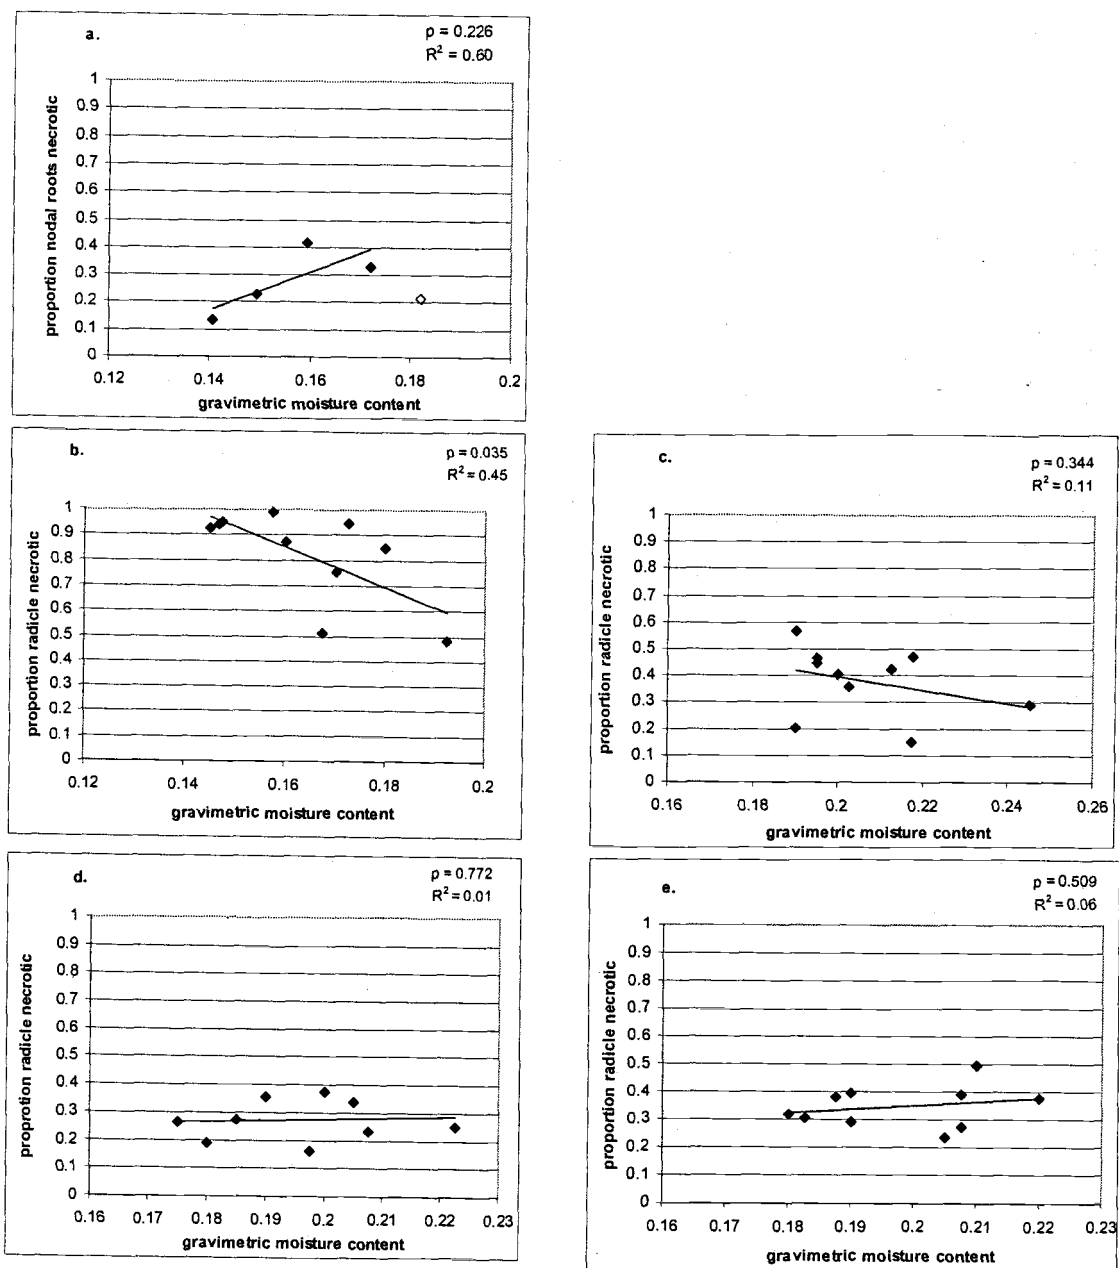 a.
p = 0.226
R² = 0.60
proportion nodal roots necrotic
1
0.9
0.8
0.7
0.6
0.5
0.4
0.3
0.2
0.1
0
0.12 0.14 0.16 0.18 0.2
gravimetric moisture content
b.
p = 0.035
R² = 0.45
proportion radicle necrotic
1
0.9
0.8
0.7
0.6
0.5
0.4
0.3
0.2
0.1
0
0.12 0.14 0.16 0.18 0.2
gravimetric moisture content
c.
p = 0.344
R² = 0.11
proportion radicle necrotic
1
0.9
0.8
0.7
0.6
0.5
0.4
0.3
0.2
0.1
0
0.16 0.18 0.2 0.22 0.24 0.26
gravimetric moisture content
d.
p = 0.772
R² = 0.01
proprotion radicle necrotic
1
0.9
0.8
0.7
0.6
0.5
0.4
0.3
0.2
0.1
0
0.16 0.17 0.18 0.19 0.2 0.21 0.22 0.23
gravimetric moisture content
e.
p = 0.509
R² = 0.06
proportion radicle necrotic
1
0.9
0.8
0.7
0.6
0.5
0.4
0.3
0.2
0.1
0
0.16 0.17 0.18 0.19 0.2 0.21 0.22 0.23
gravimetric moisture content